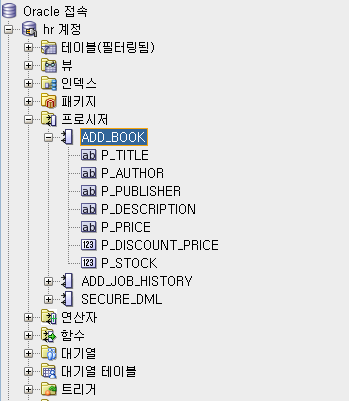 Oracle 접속
hr 계정
테이블(필터링됨)
뷰
인덱스
패키지
프로시저
ADD_BOOK
ab P_TITLE
ab P_AUTHOR
ab P_PUBLISHER
ab P_DESCRIPTION
ab P_PRICE
123 P_DISCOUNT_PRICE
123 P_STOCK
ADD_JOB_HISTORY
SECURE_DML
연산자
함수
대기열
대기열 테이블
트리거